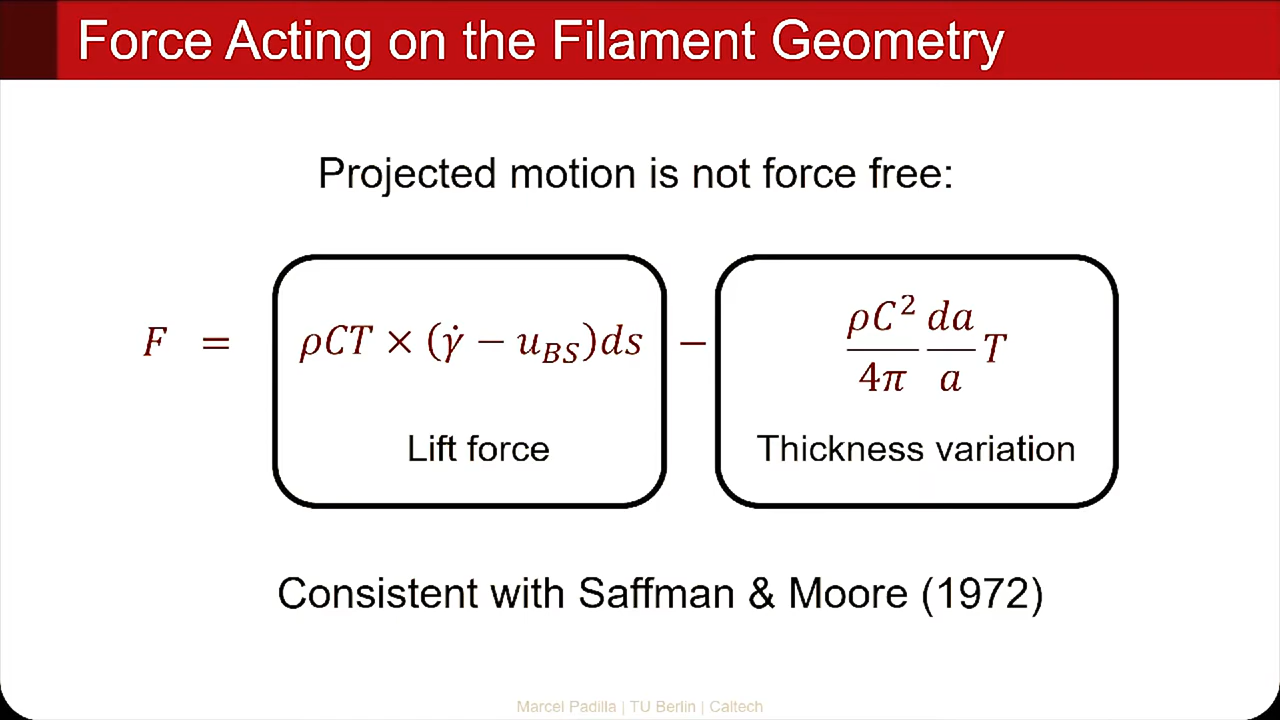 Force Acting on the Filament Geometry
Projected motion is not force free:
F = ρCT × (γ̇ − u_BS)ds − ρC²/4π da/a T
Lift force
Thickness variation
Consistent with Saffman & Moore (1972)
Marcel Padilla | TU Berlin | Caltech